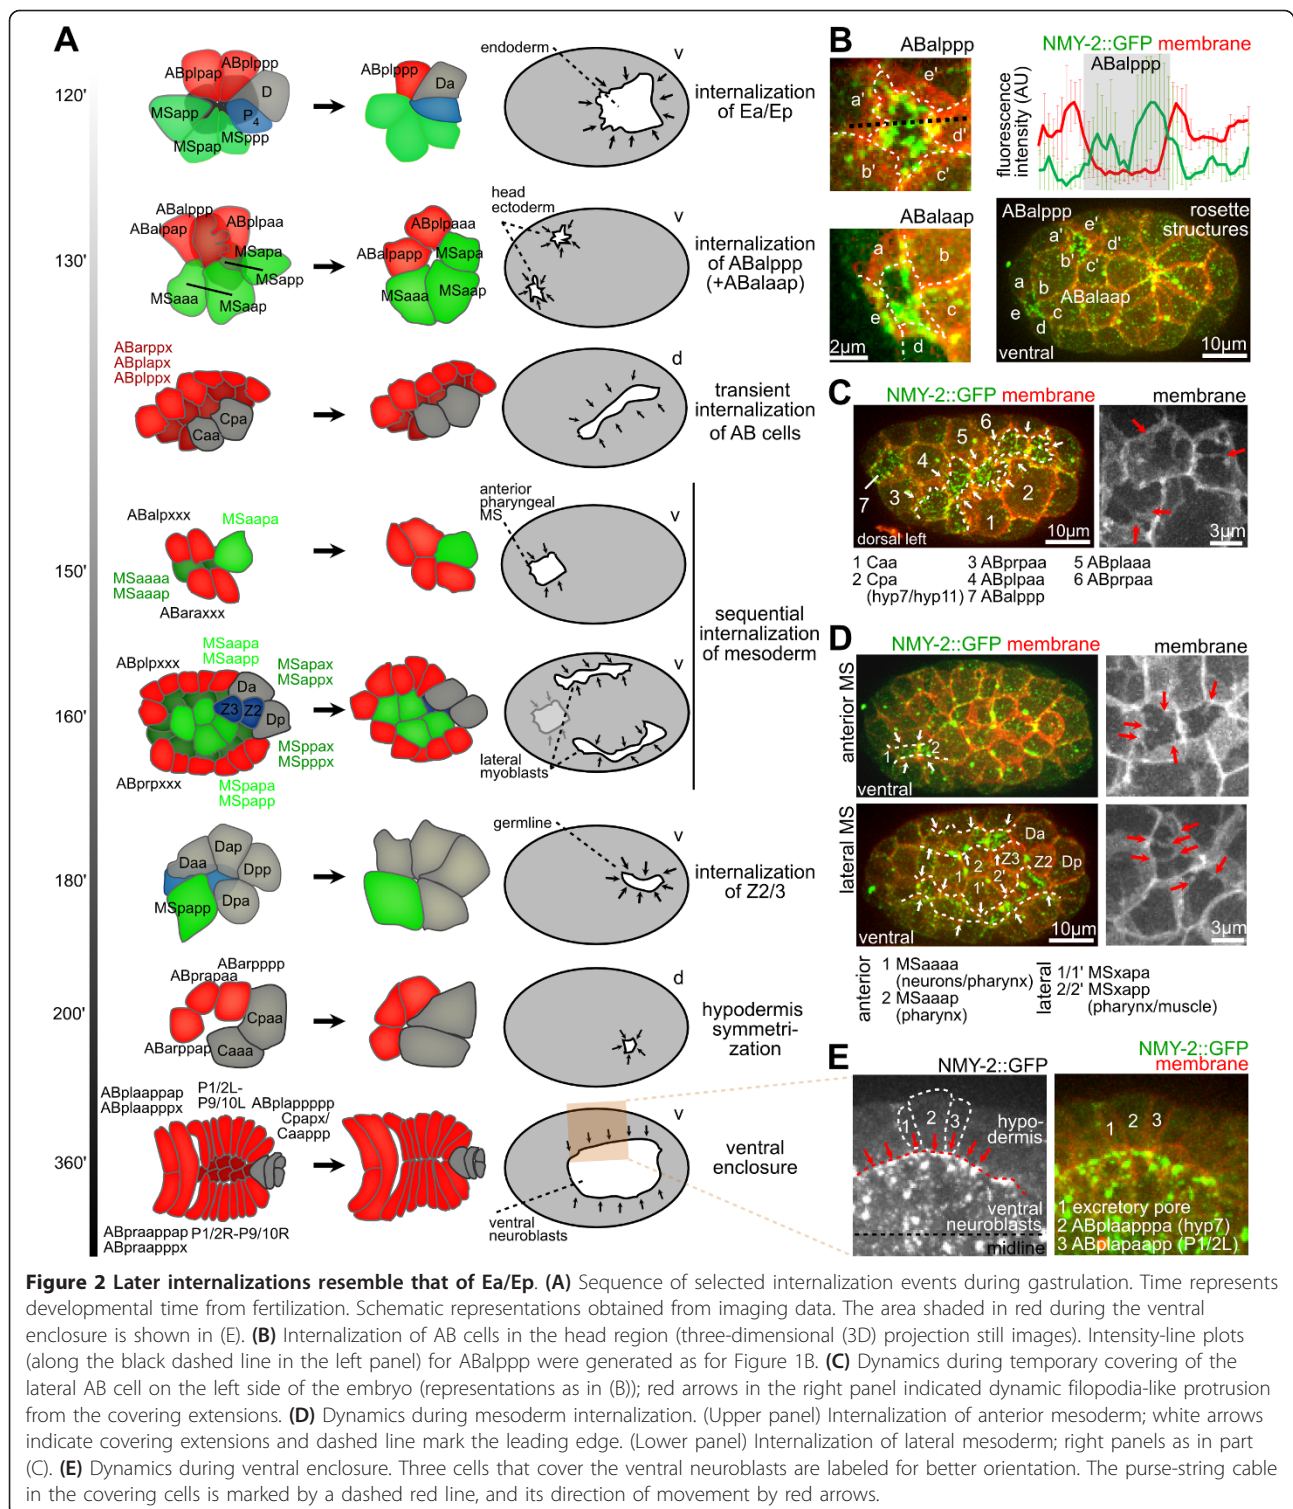 A
120'
ABplpap
ABplppp
D
MSapp
P4
MSpap
MSppp
ABplppp
Da
endoderm
v
internalization
of Ea/Ep
130'
ABalppp
ABalpap
ABplpaa
MSapa
MSapp
MSaaa
MSaap
ABplpaaa
ABalpapp
MSapa
MSaaa
MSaap
head
ectoderm
v
internalization
of ABalppp
(+ABalaap)
ABarppx
ABplapx
ABplppx
Cpa
Caa
d
transient
internalization
of AB cells
150'
ABalpxxx
MSaapa
MSaaaa
MSaaap
ABaraxxx
anterior
pharyngeal
MS
v
sequential
internalization
of mesoderm
160'
MSaapa
MSaapp
ABplpxxx
MSapax
MSappx
Da
Z3
Z2
Dp
MSppax
MSpppx
ABprpxxx
MSpapa
MSpapp
v
lateral
myoblasts
180'
Dap
Daa
Dpp
Dpa
MSpapp
germline
v
internalization
of Z2/3
200'
ABarpppp
ABprapaa
Cpaa
ABarppap
Caaa
d
hypodermis
symmetri-
zation
360'
ABplaappap
ABplaapppx
P1/2L-
P9/10L
ABplappppp
Cpapx/
Caappp
ABpraappap
ABpraapppx
P1/2R-P9/10R
v
ventral
enclosure
ventral
neuroblasts
B
ABalppp
e'
a'
d'
b'
c'
NMY-2::GFP membrane
ABalppp
fluorescence
intensity (AU)
ABalaap
a
b
c
e
d
2µm
ABalppp
rosette
structures
e'
a'
d'
b'
c'
a
b
ABalaap
e
c
d
ventral
10µm
C
NMY-2::GFP membrane
membrane
6
5
4
3
2
7
1
dorsal left
10µm
3µm
1 Caa
2 Cpa
(hyp7/hyp11)
3 ABprpaa
4 ABplpaa
7 ABalppp
5 ABplaaa
6 ABprpaa
D
NMY-2::GFP membrane
membrane
anterior MS
1
2
ventral
lateral MS
Da
Z3
Z2
Dp
1
2
1'
2'
ventral
10µm
3µm
anterior
1 MSaaaa
(neurons/pharynx)
2 MSaaap
(pharynx)
lateral
1/1' MSxapa
2/2' MSxapp
(pharynx/muscle)
E
NMY-2::GFP
NMY-2::GFP
membrane
1
2
3
hypo-
dermis
ventral
neuroblasts
midline
1
2
3
1 excretory pore
2 ABplaapppa (hyp7)
3 ABplapaapp (P1/2L)
Figure 2 Later internalizations resemble that of Ea/Ep. (A) Sequence of selected internalization events during gastrulation. Time represents
developmental time from fertilization. Schematic representations obtained from imaging data. The area shaded in red during the ventral
enclosure is shown in (E). (B) Internalization of AB cells in the head region (three-dimensional (3D) projection still images). Intensity-line plots
(along the black dashed line in the left panel) for ABalppp were generated as for Figure 1B. (C) Dynamics during temporary covering of the
lateral AB cell on the left side of the embryo (representations as in (B)); red arrows in the right panel indicated dynamic filopodia-like protrusion
from the covering extensions. (D) Dynamics during mesoderm internalization. (Upper panel) Internalization of anterior mesoderm; white arrows
indicate covering extensions and dashed line mark the leading edge. (Lower panel) Internalization of lateral mesoderm; right panels as in part
(C). (E) Dynamics during ventral enclosure. Three cells that cover the ventral neuroblasts are labeled for better orientation. The purse-string cable
in the covering cells is marked by a dashed red line, and its direction of movement by red arrows.